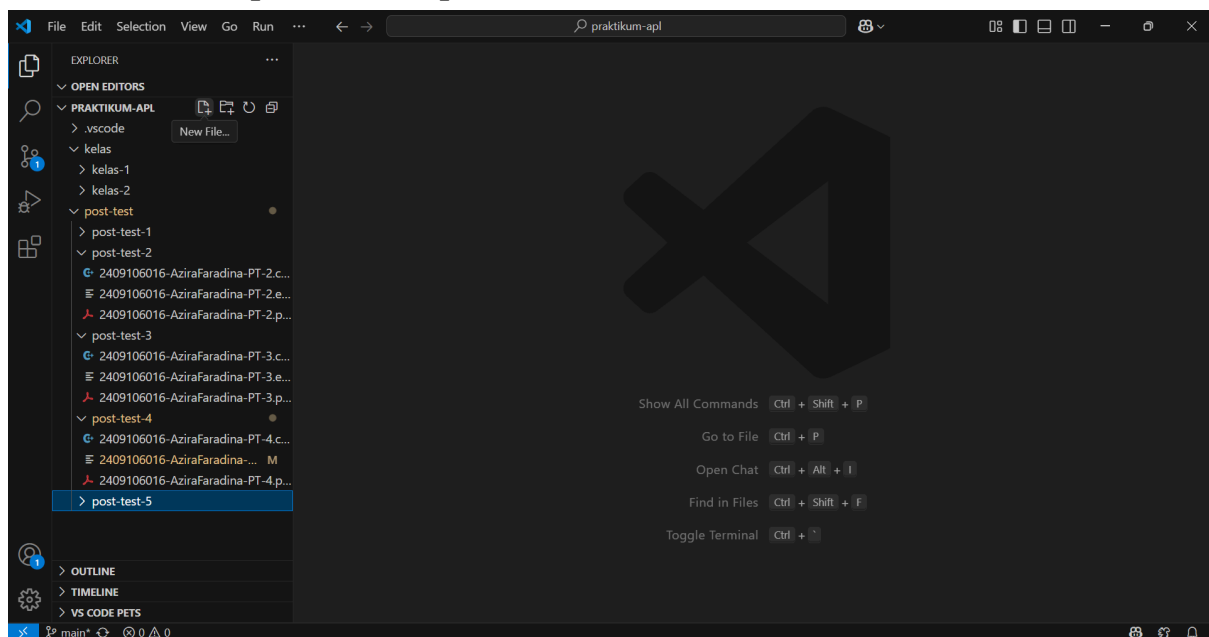 File Edit Selection View Go Run ··· praktikum-apl
EXPLORER ···
OPEN EDITORS
PRAKTIKUM-APL
.vscode
New File...
kelas
kelas-1
1
kelas-2
post-test
post-test-1
post-test-2
2409106016-AziraFaradina-PT-2.c...
2409106016-AziraFaradina-PT-2.e...
2409106016-AziraFaradina-PT-2.p...
post-test-3
2409106016-AziraFaradina-PT-3.c...
2409106016-AziraFaradina-PT-3.e...
2409106016-AziraFaradina-PT-3.p...
post-test-4
2409106016-AziraFaradina-PT-4.c...
2409106016-AziraFaradina-... M
2409106016-AziraFaradina-PT-4.p...
post-test-5
Show All Commands Ctrl + Shift + P
Go to File Ctrl + P
Open Chat Ctrl + Alt + I
Find in Files Ctrl + Shift + F
Toggle Terminal Ctrl + `
1
OUTLINE
TIMELINE
VS CODE PETS
main* 0 0